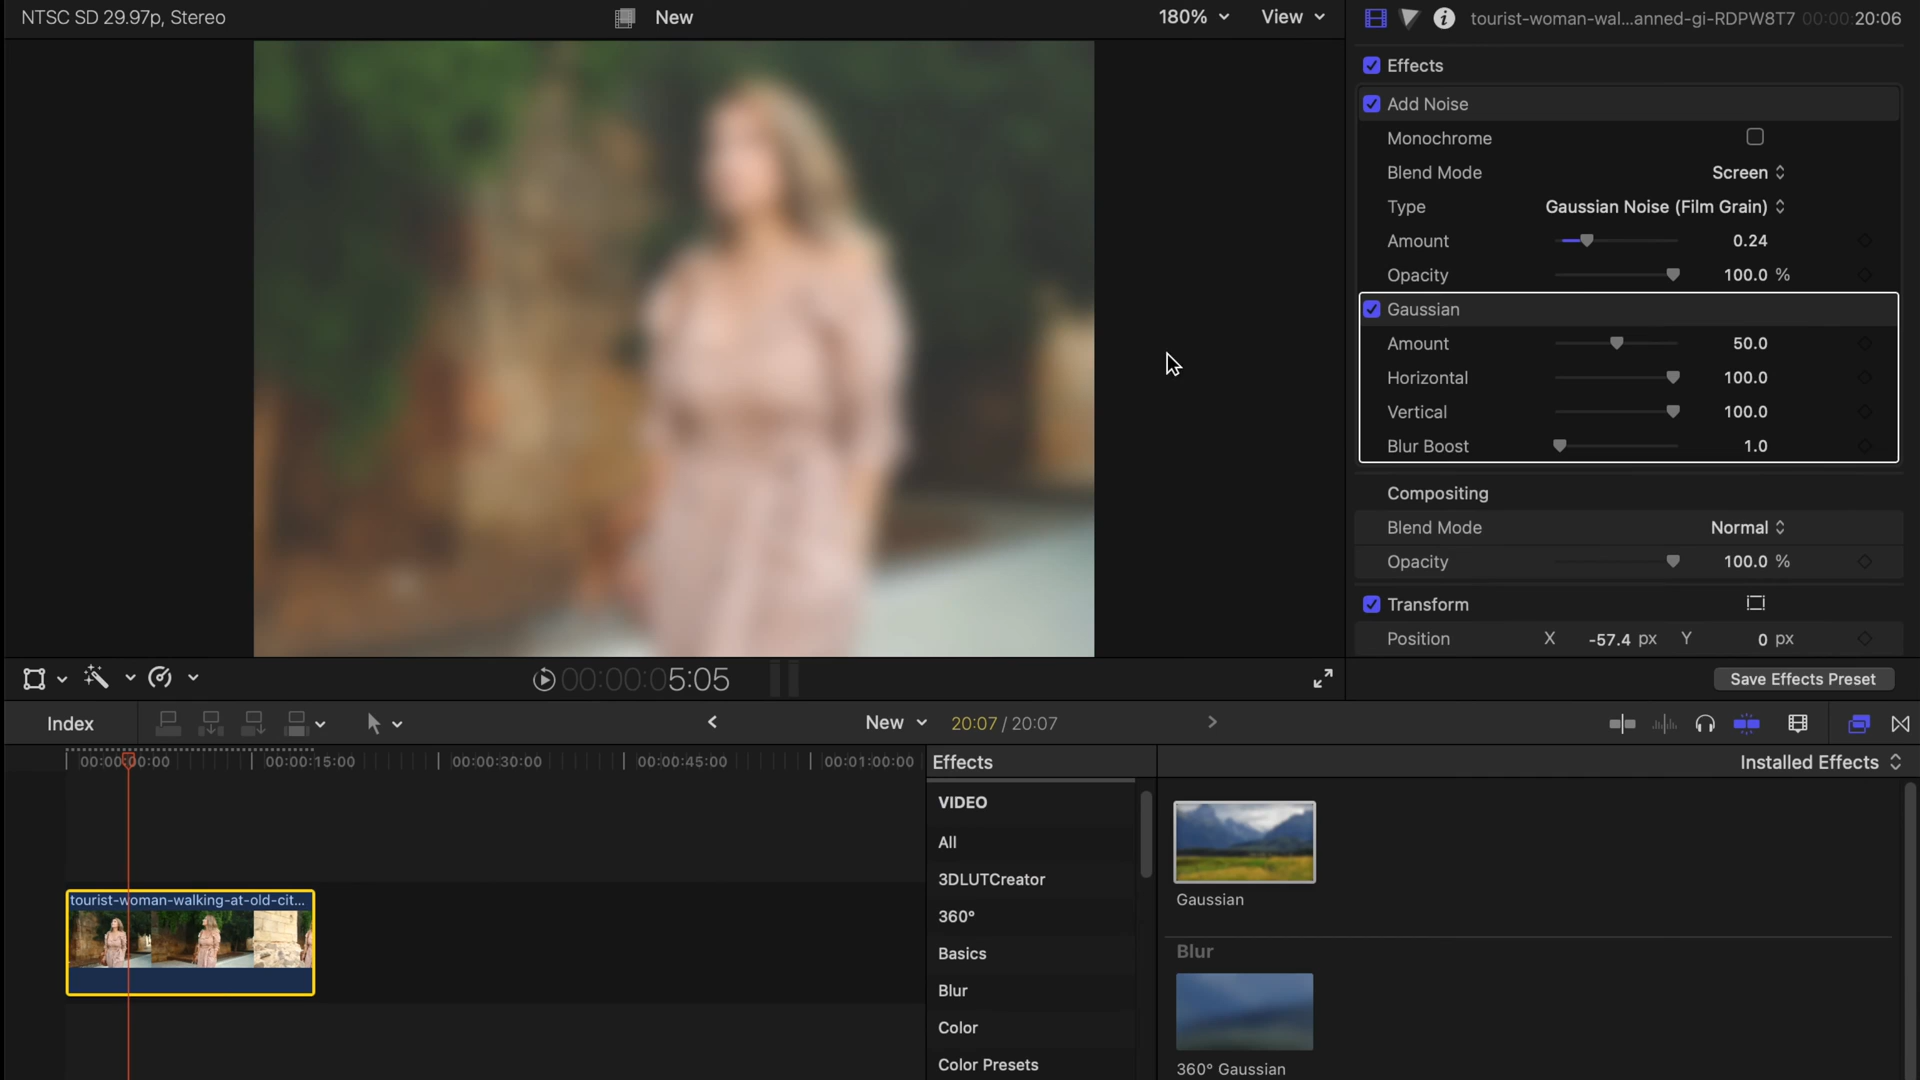 NTSC SD 29.97p, Stereo
New
180%
View
tourist-woman-wal...anned-gi-RDPW8T7
00:00:20:06
Effects
Add Noise
Monochrome
Blend Mode Screen
Type Gaussian Noise (Film Grain)
Amount 0.24
Opacity 100.0 %
Gaussian
Amount 50.0
Horizontal 100.0
Vertical 100.0
Blur Boost 1.0
Compositing
Blend Mode Normal
Opacity 100.0 %
Transform
Position X -57.4 px Y 0 px
00:00:05:05
Save Effects Preset
Index
New
20:07 / 20:07
00:00:00:00 00:00:15:00 00:00:30:00 00:00:45:00 00:01:00:00
Effects
Installed Effects
VIDEO
All
3DLUTCreator
360°
Basics
Blur
Color
Color Presets
Gaussian
Blur
360° Gaussian
tourist-woman-walking-at-old-cit...